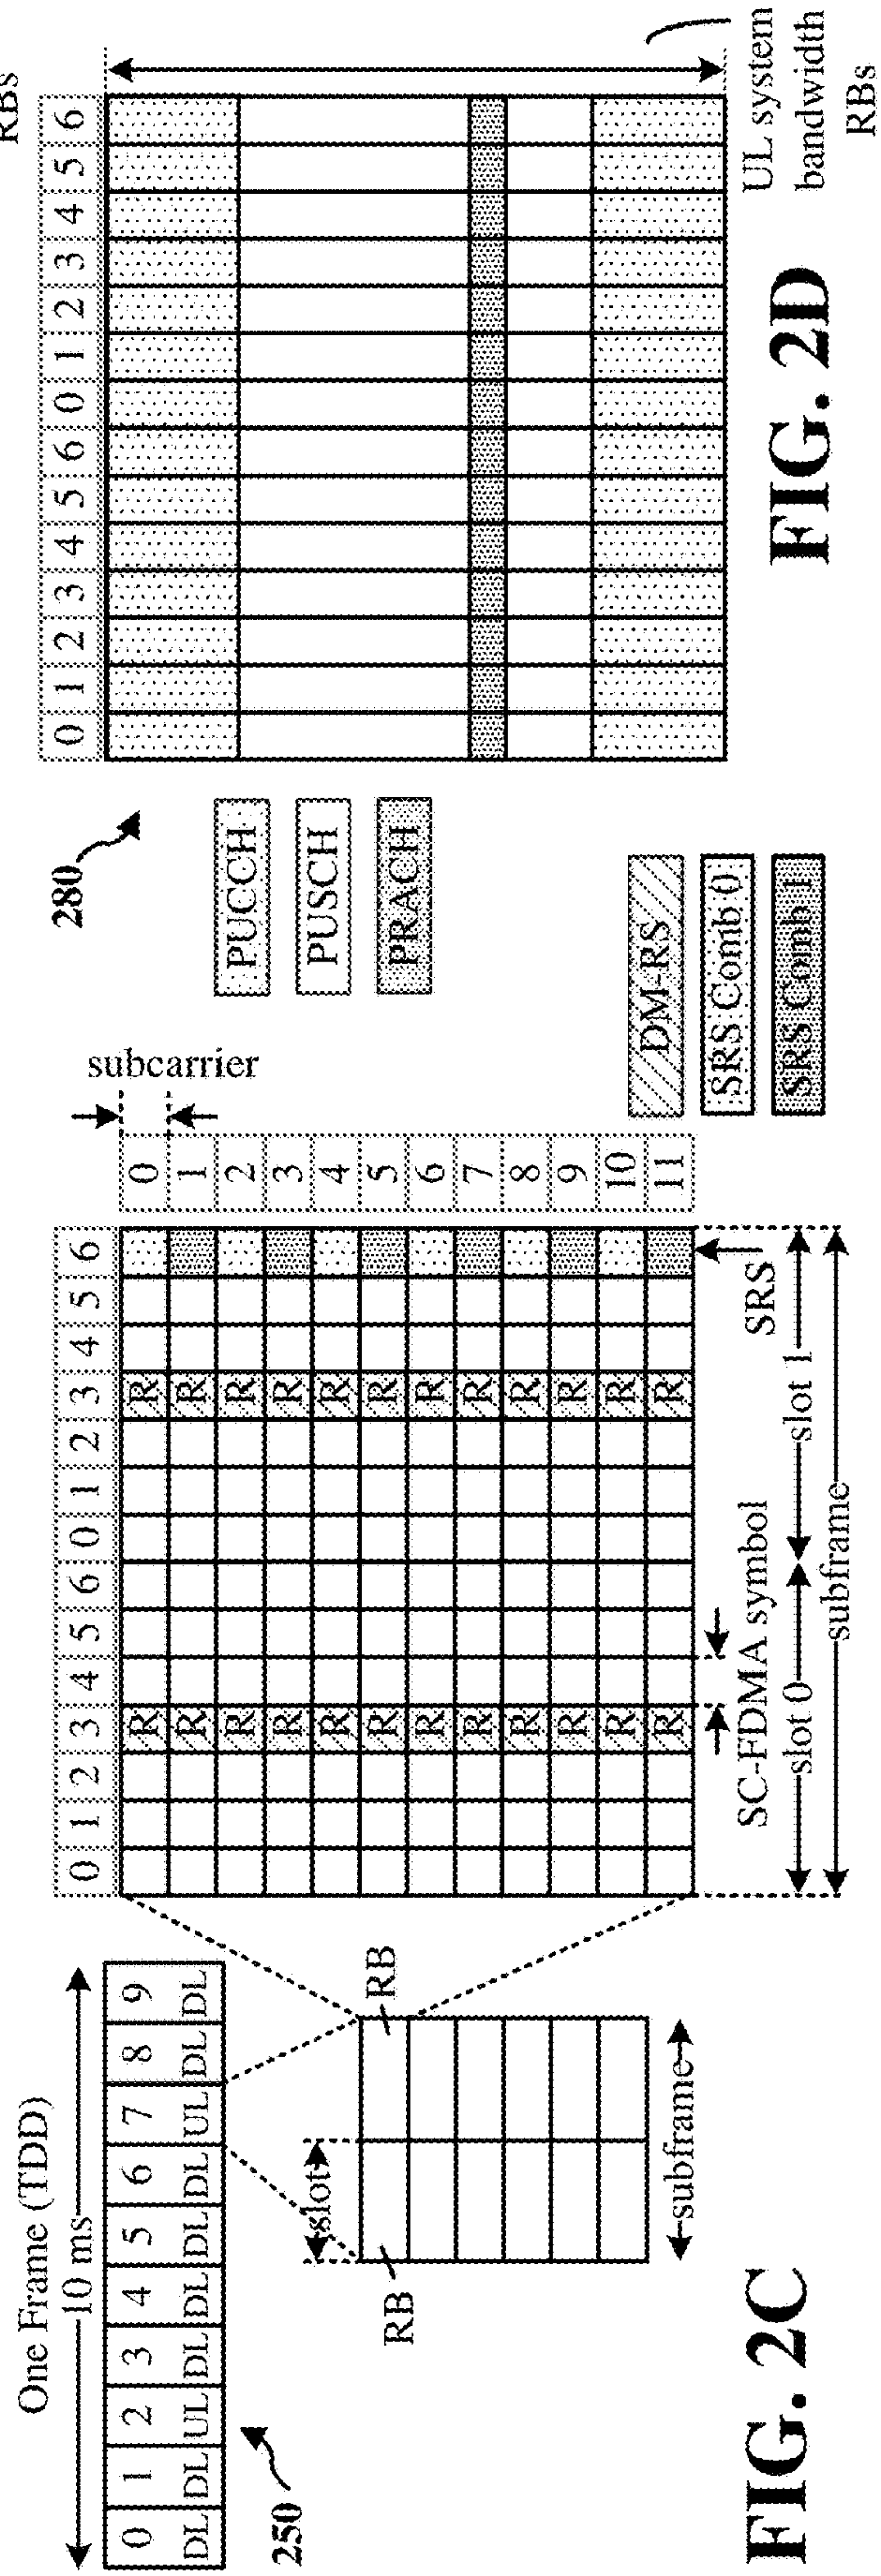 One Frame (TDD)
10 ms
0 1 2 3 4 5 6 7 8 9
DL DL UL DL DL DL DL UL DL DL
250
slot
RB
RB
subframe
FIG. 2C
0 1 2 3 4 5 6 0 1 2 3 4 5 6
subcarrier
R R 0
R R 1
R R 2
R R 3
R R 4
R R 5
R R 6
R R 7
R R 8
R R 9
R R 10
R R 11
SRS
SC-FDMA symbol
slot 0
slot 1
subframe
DM-RS
SRS Comb 0
SRS Comb 1
280
PUCCH
PUSCH
PRACH
0 1 2 3 4 5 6 0 1 2 3 4 5 6
RBs
UL system
bandwidth
RBs
FIG. 2D